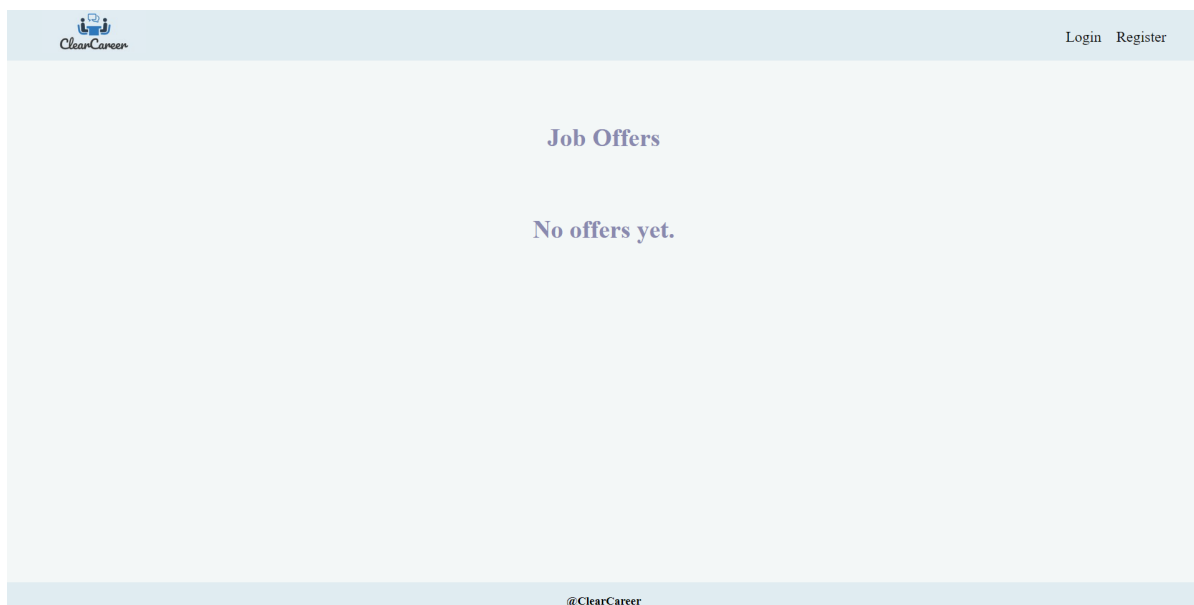 ClearCareer
Login Register
Job Offers
No offers yet.
@ClearCareer